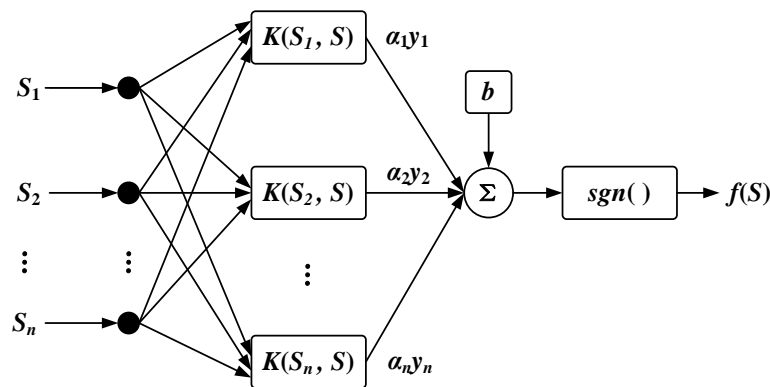 K(S₁, S)
α₁y₁
S₁
b
S₂
K(S₂, S)
α₂y₂
Σ
sgn( )
f(S)
⋮
⋮
⋮
Sₙ
K(Sₙ, S)
αₙyₙ